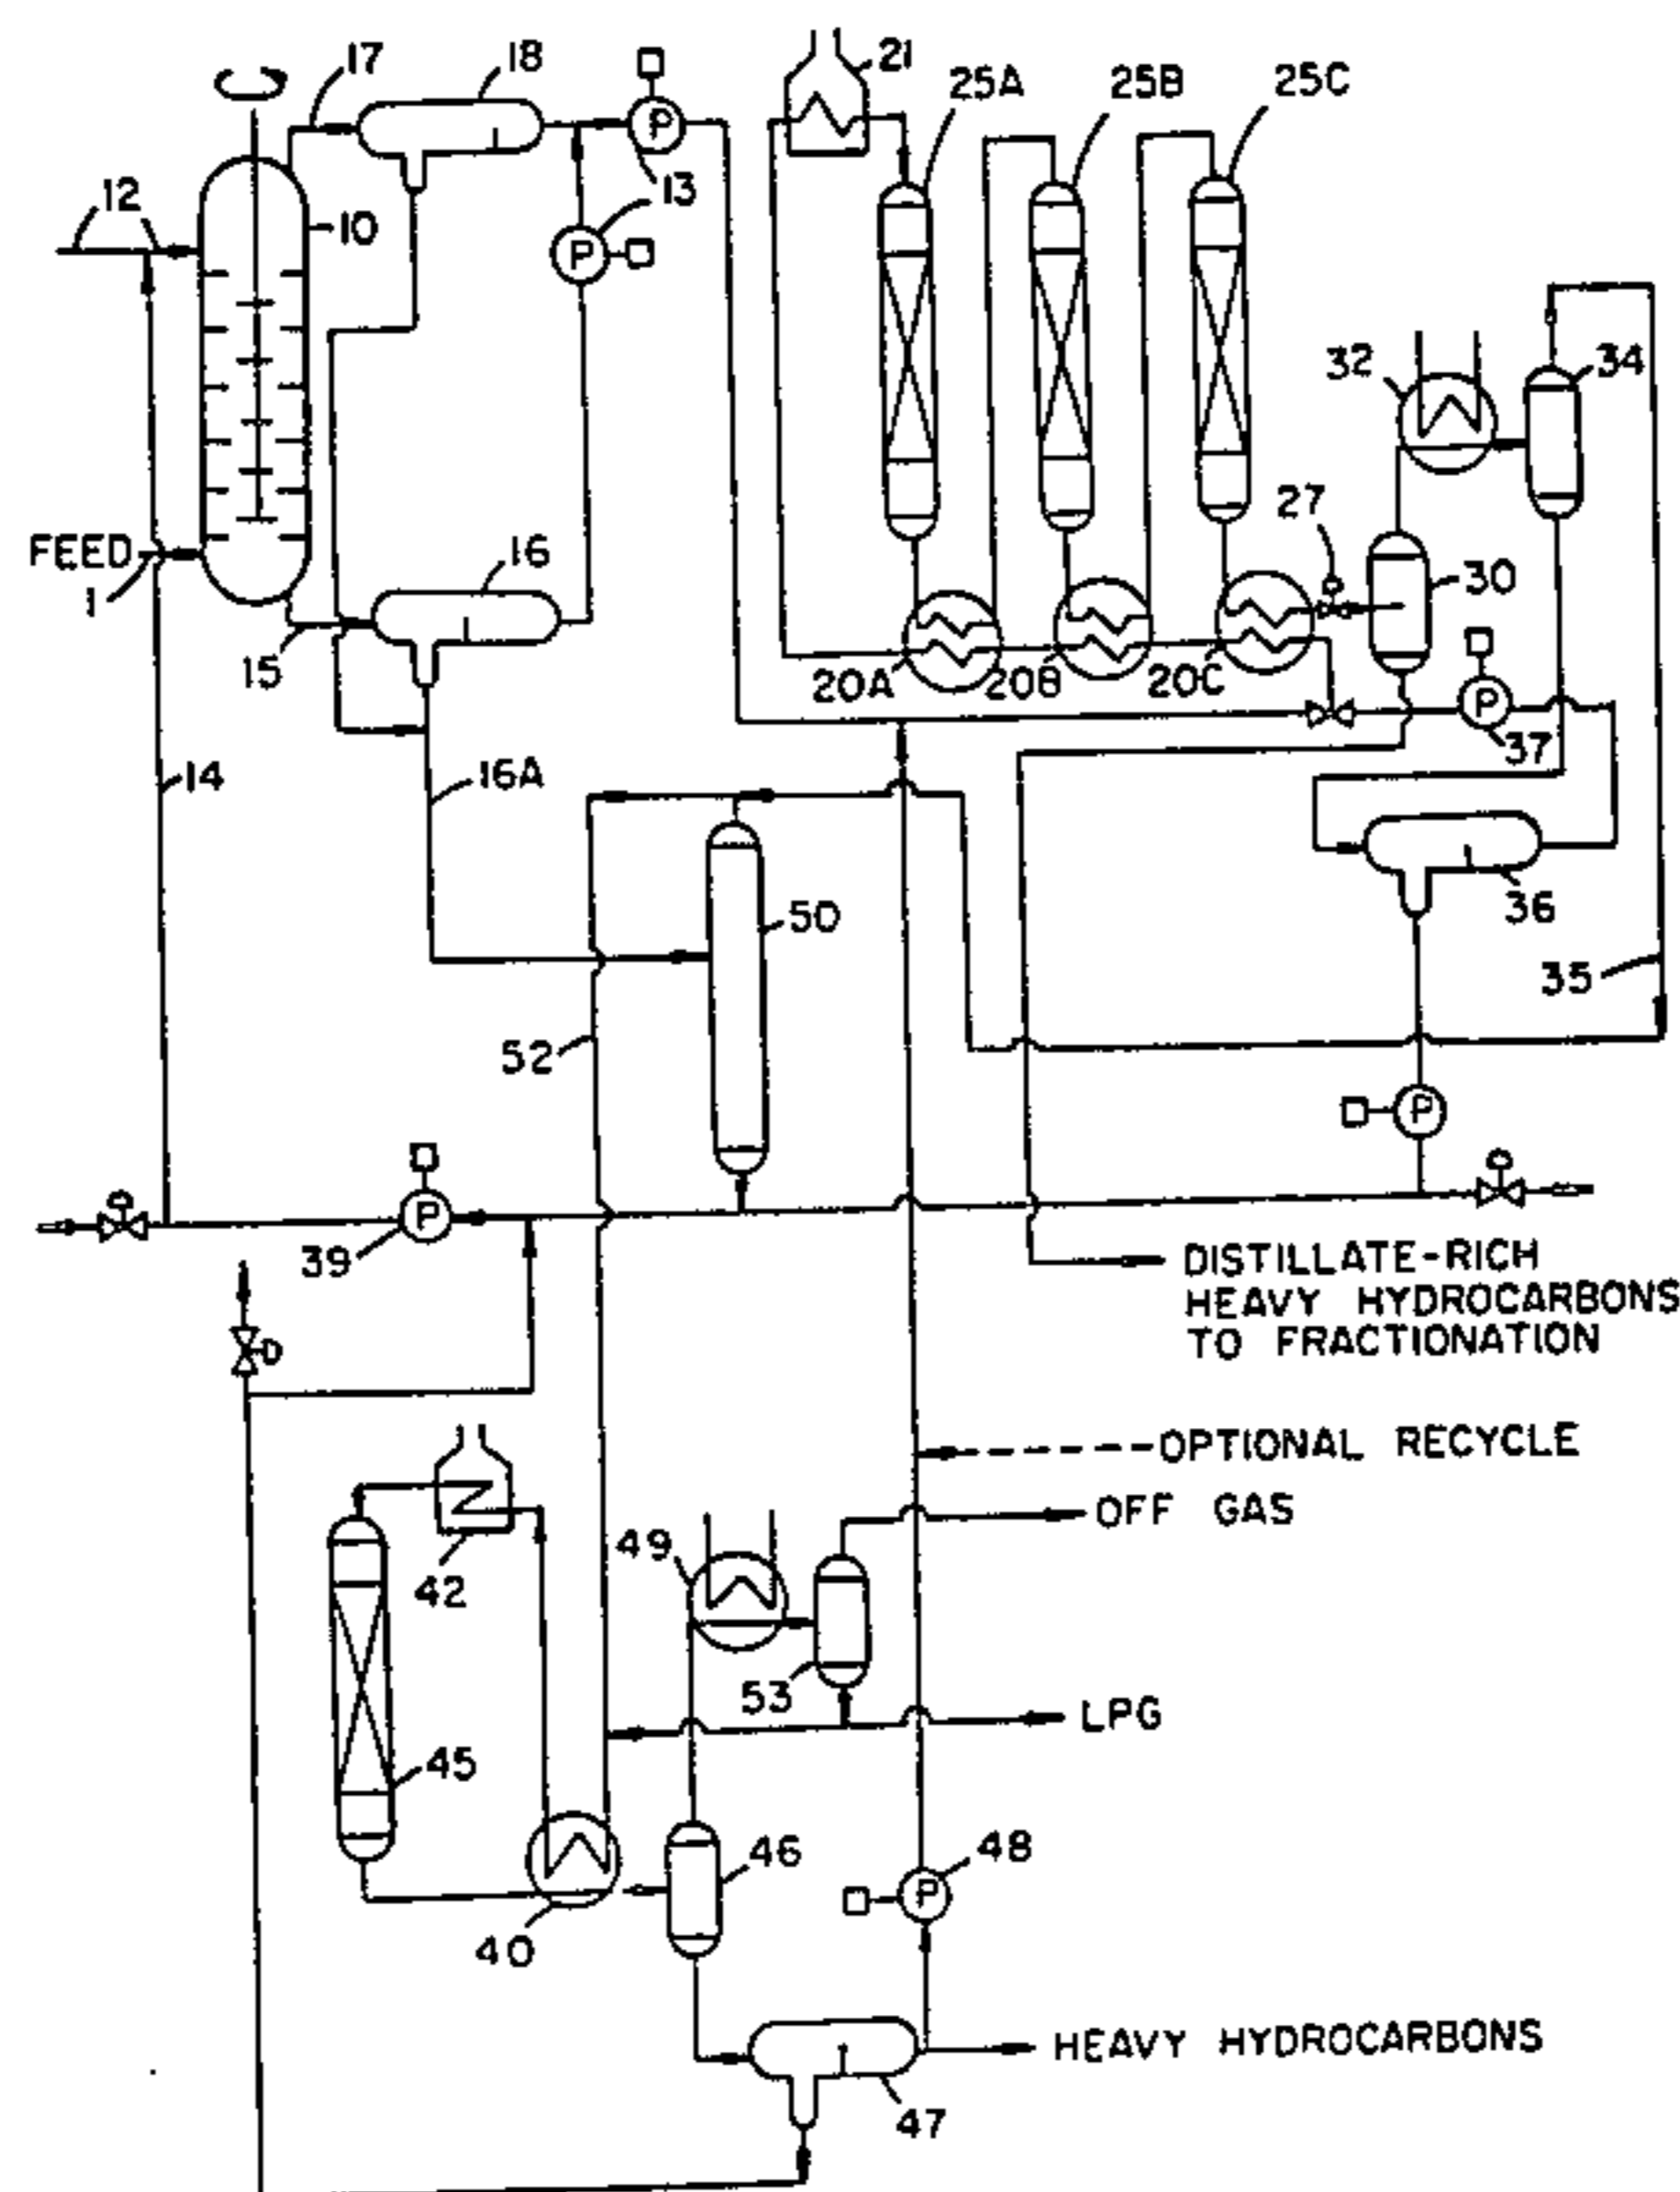 17
18
P
21
25A
25B
25C
12
10
13
P
32
34
27
FEED
1
16
30
15
20A
20B
20C
P
37
14
16A
50
36
35
52
P
P
39
DISTILLATE-RICH
HEAVY HYDROCARBONS
TO FRACTIONATION
OPTIONAL RECYCLE
OFF GAS
42
49
53
LPG
45
46
48
P
40
HEAVY HYDROCARBONS
47